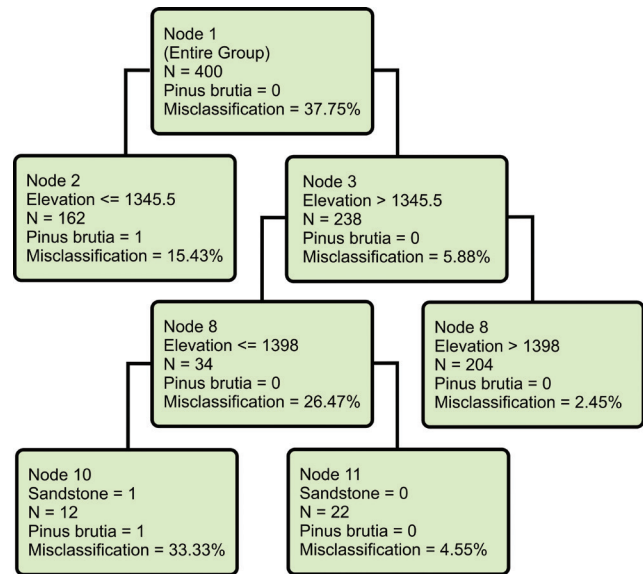 Node 1
(Entire Group)
N = 400
Pinus brutia = 0
Misclassification = 37.75%
Node 2
Elevation <= 1345.5
N = 162
Pinus brutia = 1
Misclassification = 15.43%
Node 3
Elevation > 1345.5
N = 238
Pinus brutia = 0
Misclassification = 5.88%
Node 8
Elevation <= 1398
N = 34
Pinus brutia = 0
Misclassification = 26.47%
Node 8
Elevation > 1398
N = 204
Pinus brutia = 0
Misclassification = 2.45%
Node 10
Sandstone = 1
N = 12
Pinus brutia = 1
Misclassification = 33.33%
Node 11
Sandstone = 0
N = 22
Pinus brutia = 0
Misclassification = 4.55%